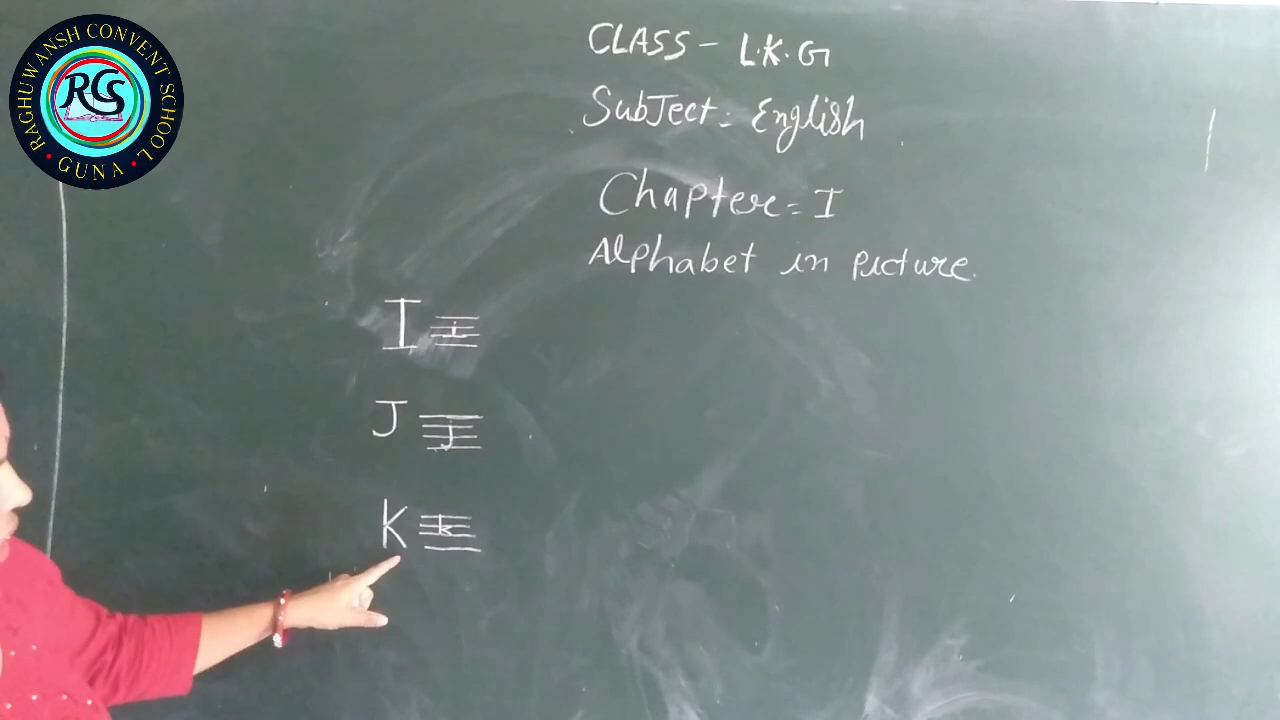 RAGHUWANSH CONVENT SCHOOL
RCS
• GUNA •
CLASS – L.K.G
SubJect = English
Chapter = I
Alphabet in picture.
I i
J j
K k